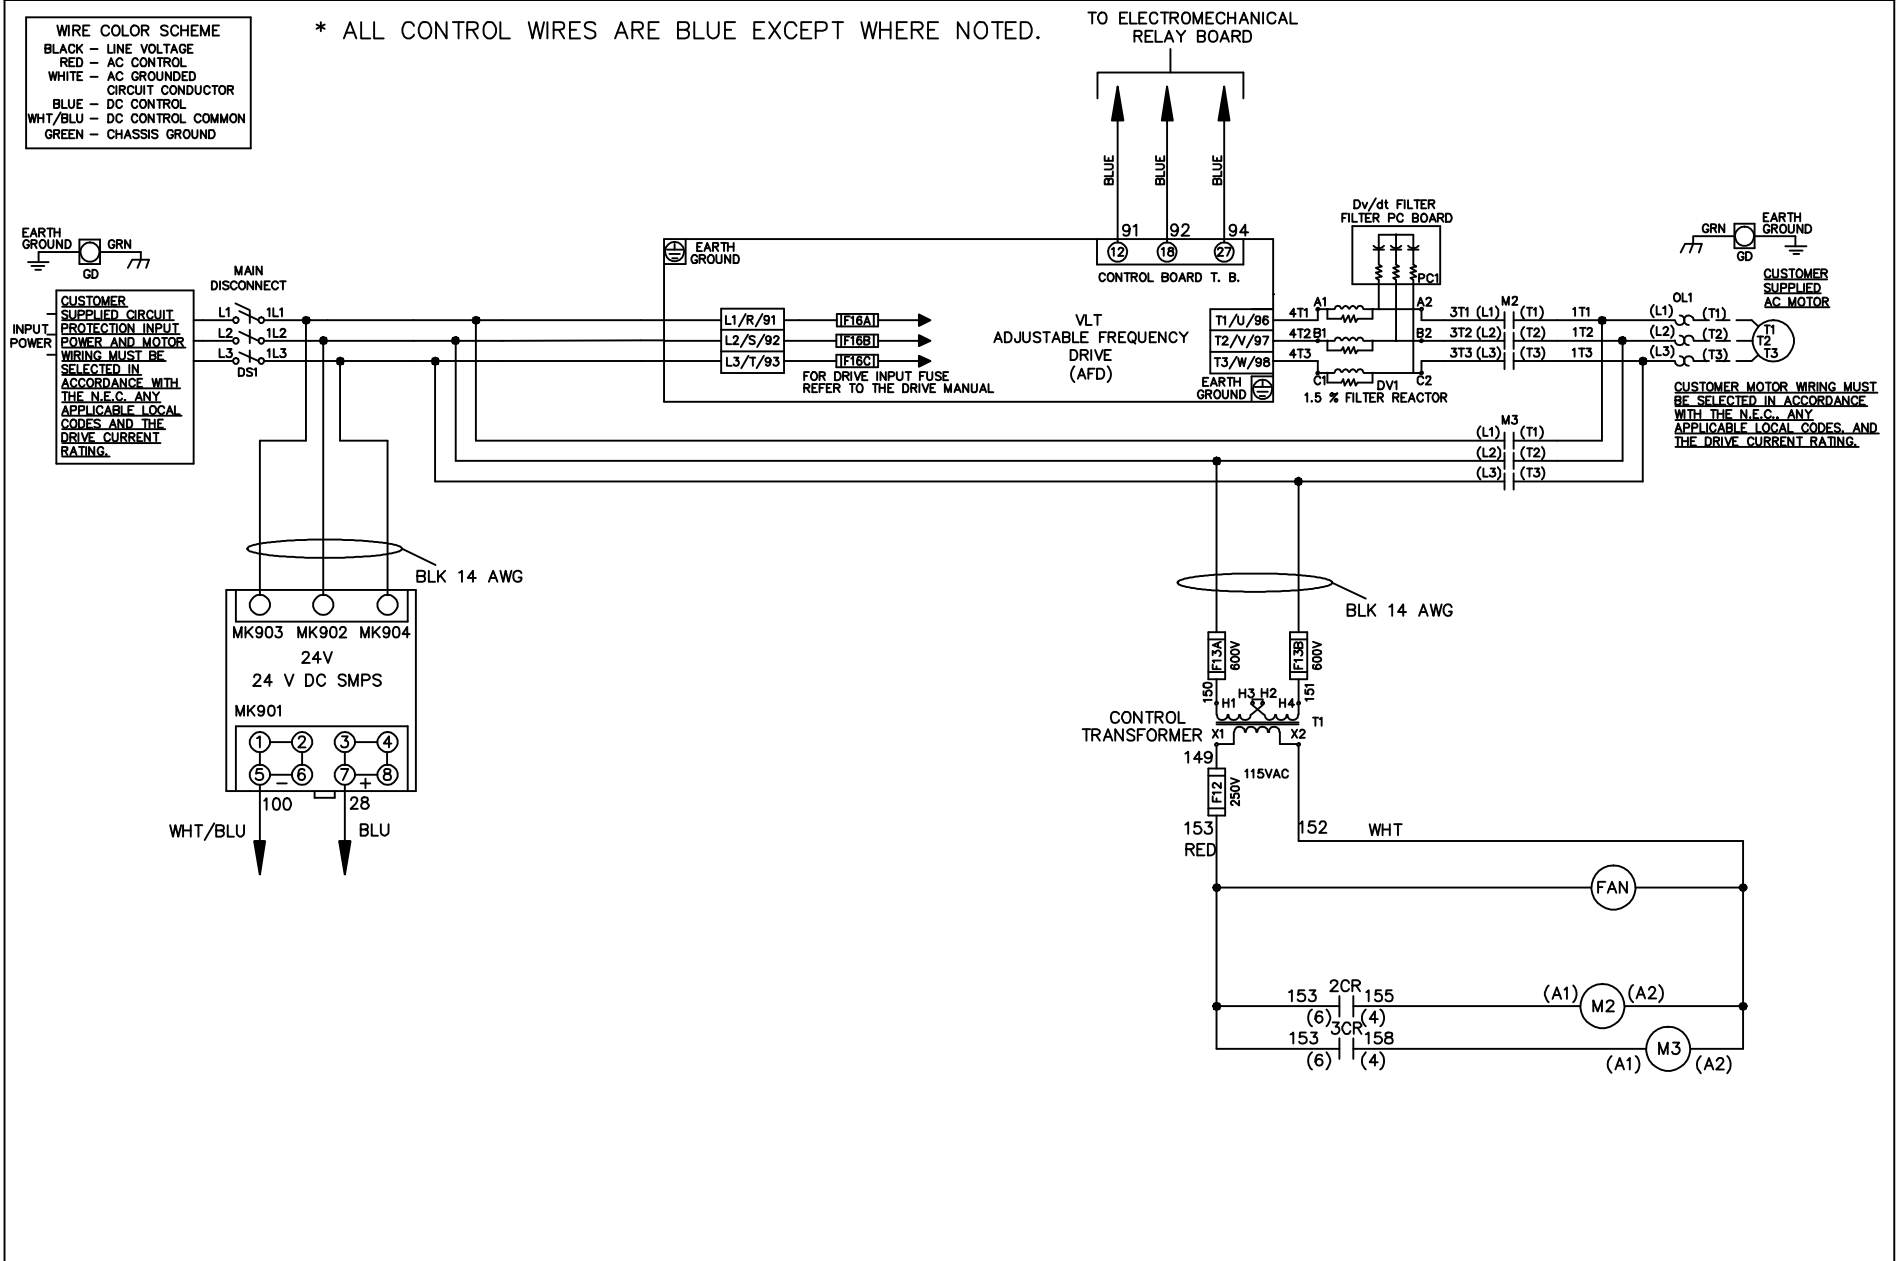 WIRE COLOR SCHEME
BLACK – LINE VOLTAGE
RED – AC CONTROL
WHITE – AC GROUNDED
CIRCUIT CONDUCTOR
BLUE – DC CONTROL
WHT/BLU – DC CONTROL COMMON
GREEN – CHASSIS GROUND
* ALL CONTROL WIRES ARE BLUE EXCEPT WHERE NOTED.
TO ELECTROMECHANICAL
RELAY BOARD
BLUE
BLUE
BLUE
91 92 94
12 18 27
CONTROL BOARD T. B.
EARTH
GROUND
GRN
GD
MAIN
DISCONNECT
INPUT
POWER
CUSTOMER
SUPPLIED CIRCUIT
PROTECTION INPUT
POWER AND MOTOR
WIRING MUST BE
SELECTED IN
ACCORDANCE WITH
THE N.E.C. ANY
APPLICABLE LOCAL
CODES AND THE
DRIVE CURRENT
RATING.
L1 1L1
L2 1L2
L3 1L3
DS1
EARTH
GROUND
L1/R/91 F16A
L2/S/92 F16B
L3/T/93 F16C
FOR DRIVE INPUT FUSE
REFER TO THE DRIVE MANUAL
VLT
ADJUSTABLE FREQUENCY
DRIVE
(AFD)
T1/U/96
T2/V/97
T3/W/98
EARTH
GROUND
4T1 A1 A2
4T2 B1 B2
4T3
C1 DV1 C2
1.5 % FILTER REACTOR
Dv/dt FILTER
FILTER PC BOARD
PC1
M2
3T1 (L1) (T1) 1T1
3T2 (L2) (T2) 1T2
3T3 (L3) (T3) 1T3
OL1
(L1) (T1)
(L2) (T2)
(L3) (T3)
T1
T2
T3
GRN
GD
EARTH
GROUND
CUSTOMER
SUPPLIED
AC MOTOR
CUSTOMER MOTOR WIRING MUST
BE SELECTED IN ACCORDANCE
WITH THE N.E.C., ANY
APPLICABLE LOCAL CODES, AND
THE DRIVE CURRENT RATING.
M3
(L1) (T1)
(L2) (T2)
(L3) (T3)
BLK 14 AWG
MK903 MK902 MK904
24V
24 V DC SMPS
MK901
1 2 3 4
5 – 6 7 + 8
100 28
WHT/BLU BLU
BLK 14 AWG
F13A 600V
F13B 600V
150 151
H1 H3 H2 H4
T1
CONTROL
TRANSFORMER
X1 X2
149
115VAC
F12 250V
153 152 WHT
RED
FAN
2CR
153 155 (A1) M2 (A2)
(6) (4)
3CR
153 158 M3
(6) (4) (A1) (A2)